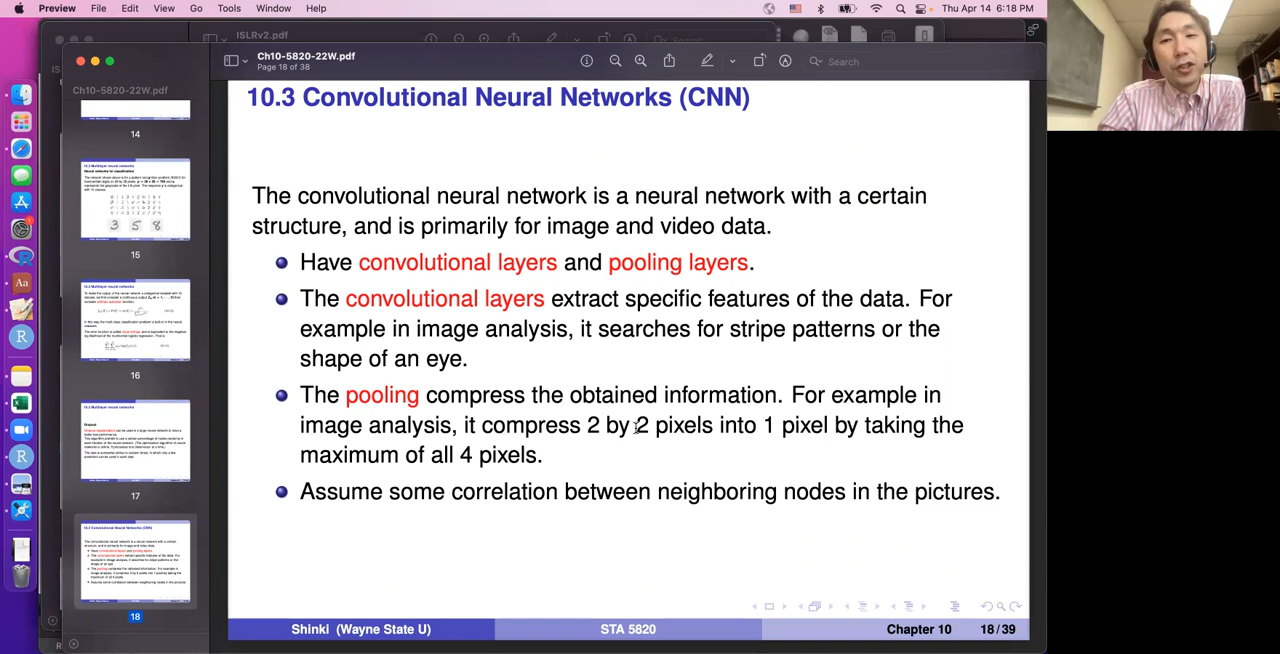 Preview File Edit View Go Tools Window Help Thu Apr 14 6:18 PM
ISLRv2.pdf
Ch10-5820-22W.pdf
Page 18 of 38
Search
Ch10-5820-22W.pdf
14
15
16
17
18
10.3 Convolutional Neural Networks (CNN)
The convolutional neural network is a neural network with a certain
structure, and is primarily for image and video data.
Have convolutional layers and pooling layers.
The convolutional layers extract specific features of the data. For
example in image analysis, it searches for stripe patterns or the
shape of an eye.
The pooling compress the obtained information. For example in
image analysis, it compress 2 by 2 pixels into 1 pixel by taking the
maximum of all 4 pixels.
Assume some correlation between neighboring nodes in the pictures.
Shinki (Wayne State U) STA 5820 Chapter 10 18/39